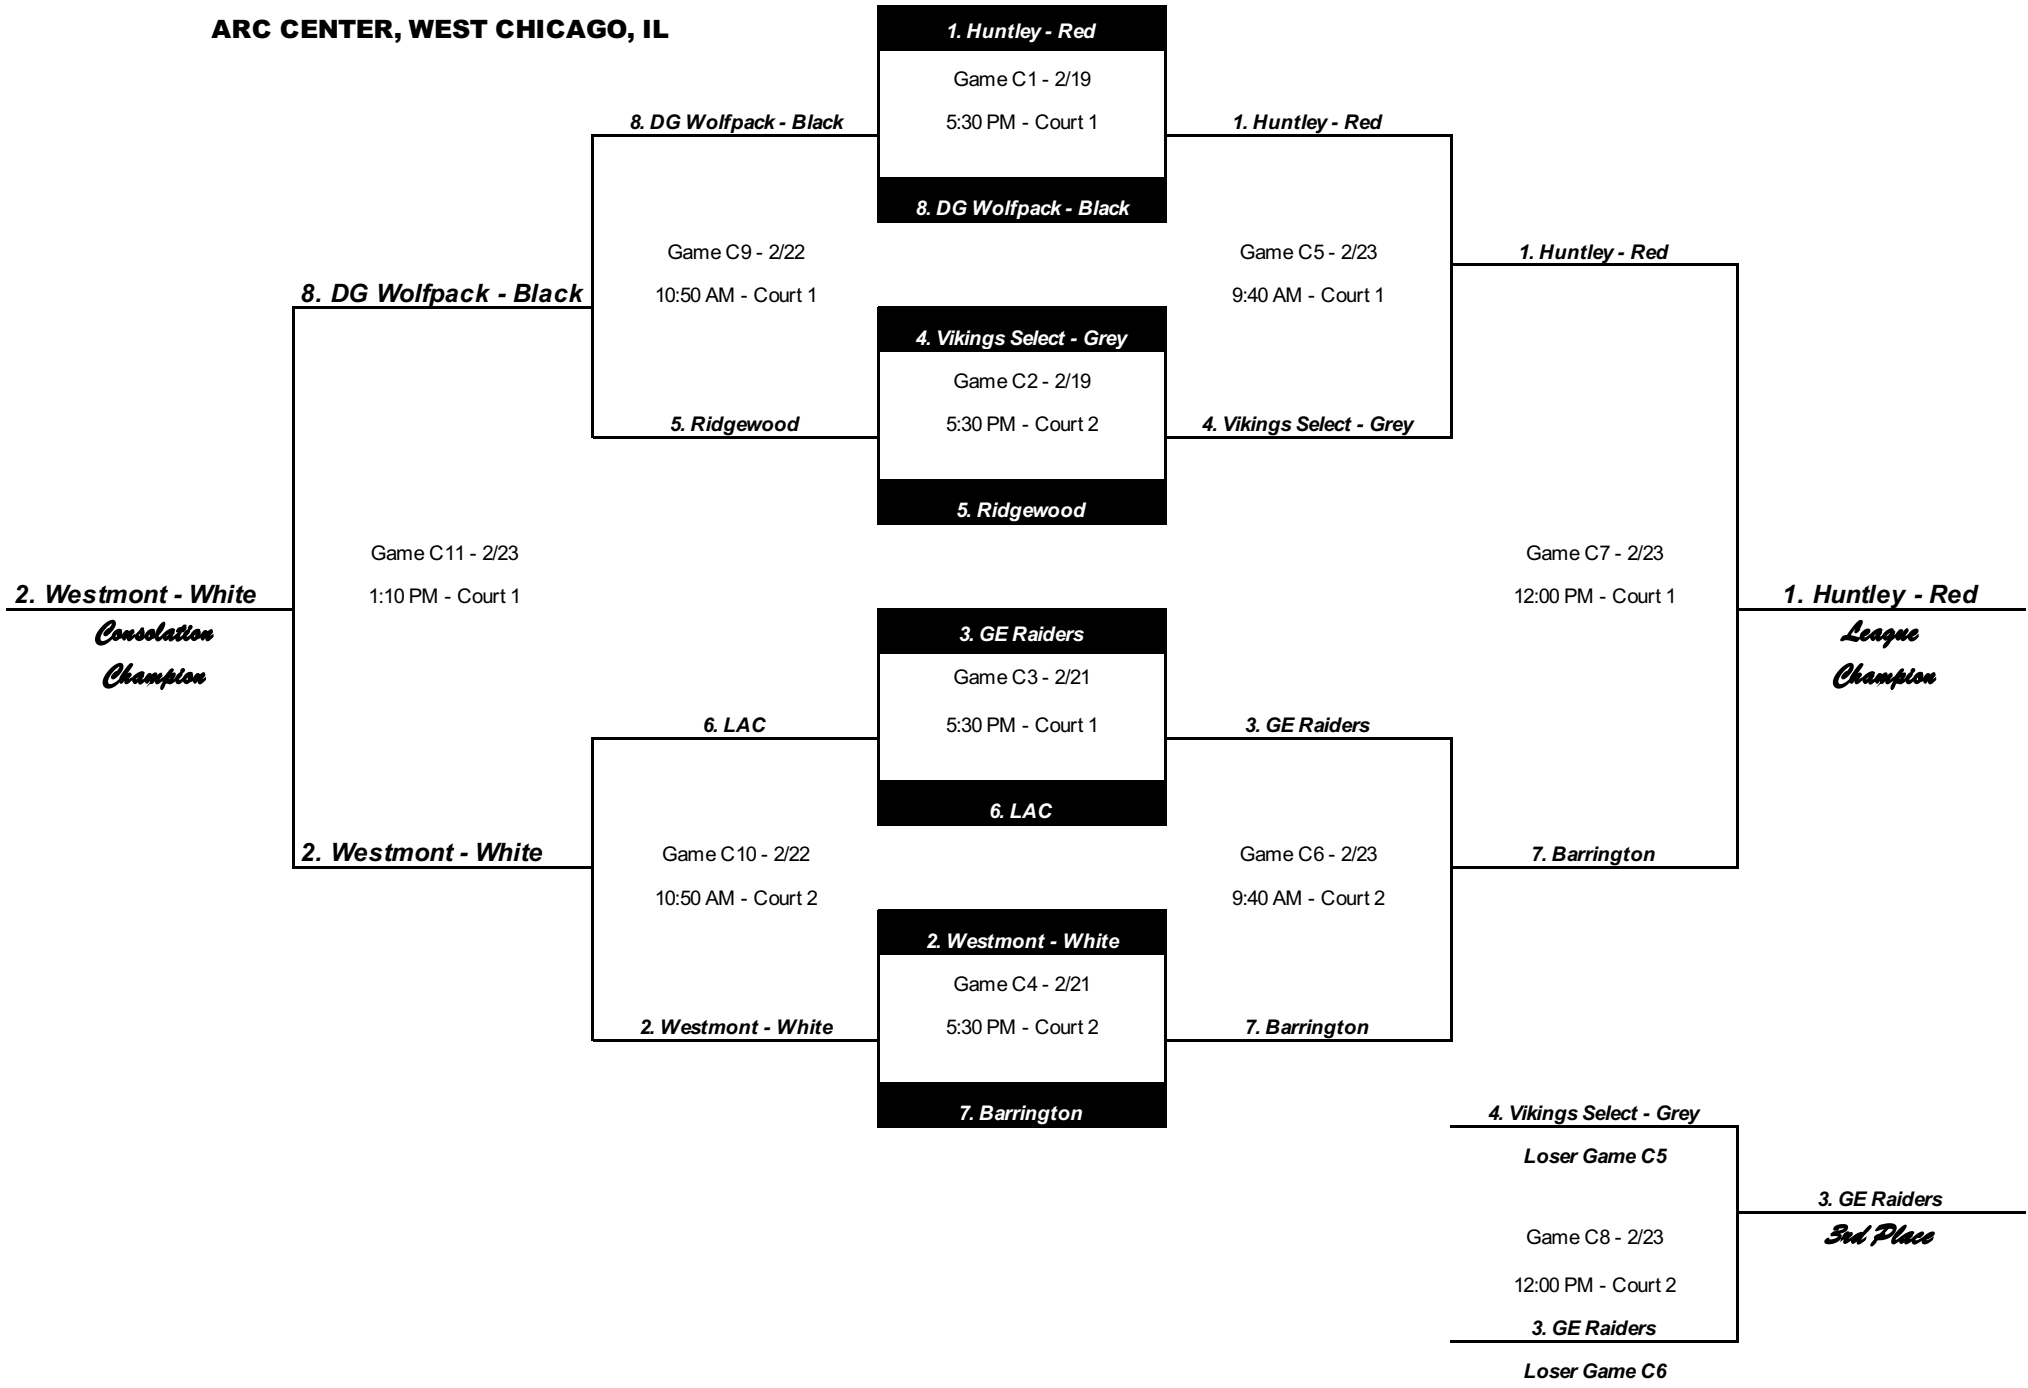 ARC CENTER, WEST CHICAGO, IL
1. Huntley - Red
Game C1 - 2/19
8. DG Wolfpack - Black
5:30 PM - Court 1
1. Huntley - Red
8. DG Wolfpack - Black
Game C9 - 2/22
Game C5 - 2/23
1. Huntley - Red
8. DG Wolfpack - Black
10:50 AM - Court 1
9:40 AM - Court 1
4. Vikings Select - Grey
Game C2 - 2/19
5. Ridgewood
5:30 PM - Court 2
4. Vikings Select - Grey
5. Ridgewood
Game C11 - 2/23
Game C7 - 2/23
2. Westmont - White
1:10 PM - Court 1
12:00 PM - Court 1
1. Huntley - Red
Consolation
Champion
League
Champion
3. GE Raiders
Game C3 - 2/21
6. LAC
5:30 PM - Court 1
3. GE Raiders
6. LAC
2. Westmont - White
Game C10 - 2/22
Game C6 - 2/23
7. Barrington
10:50 AM - Court 2
9:40 AM - Court 2
2. Westmont - White
Game C4 - 2/21
2. Westmont - White
5:30 PM - Court 2
7. Barrington
7. Barrington
4. Vikings Select - Grey
Loser Game C5
3. GE Raiders
3rd Place
Game C8 - 2/23
12:00 PM - Court 2
3. GE Raiders
Loser Game C6